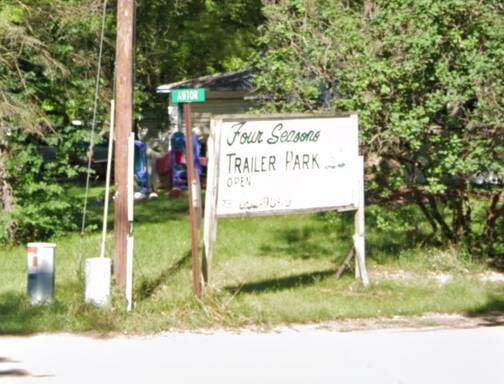 ANTON
Four Seasons
TRAILER PARK
OPEN